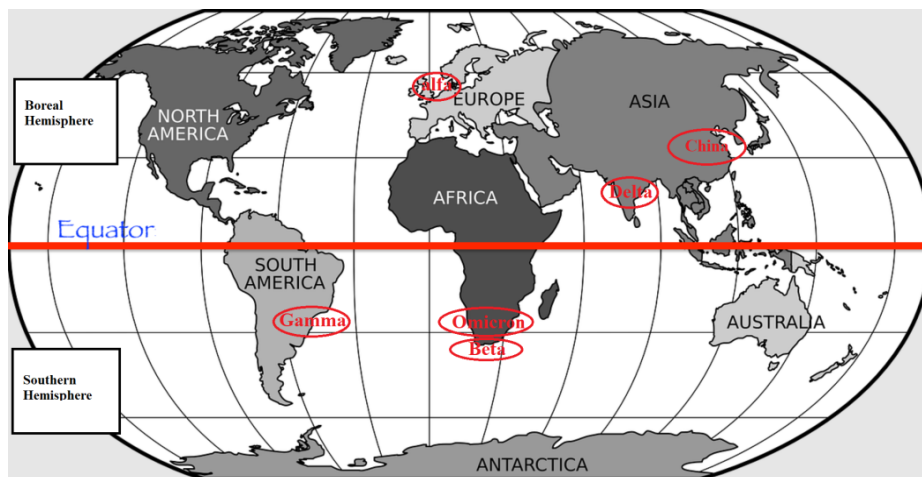 Boreal
Hemisphere
NORTH
AMERICA
alfa
EUROPE
ASIA
China
AFRICA
Delta
Equator
SOUTH
AMERICA
Gamma
Omicron
Beta
AUSTRALIA
Southern
Hemisphere
ANTARCTICA